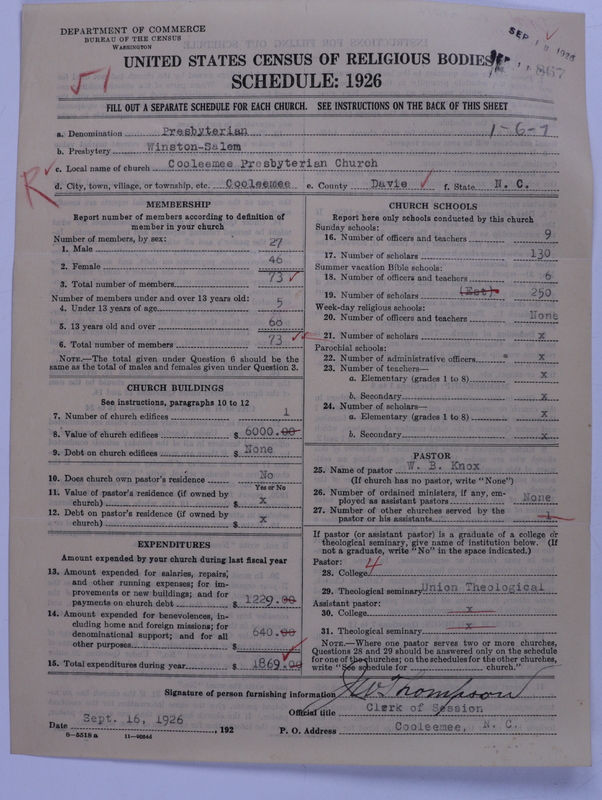 DEPARTMENT OF COMMERCE
BUREAU OF THE CENSUS
WASHINGTON
UNITED STATES CENSUS OF RELIGIOUS BODIES
SCHEDULE: 1926
FILL OUT A SEPARATE SCHEDULE FOR EACH CHURCH. SEE INSTRUCTIONS ON THE BACK OF THIS SHEET
a. Denomination Presbyterian 1-6-7
b. Presbytery Winston-Salem
c. Local name of church Cooleemee Presbyterian Church
d. City, town, village, or township, etc. Cooleemee e. County Davie f. State N. C.
R
MEMBERSHIP
Report number of members according to definition of member in your church
Number of members, by sex:
1. Male 27
2. Female 46
3. Total number of members 73
Number of members under and over 13 years old:
4. Under 13 years of age 5
5. 13 years old and over 68
6. Total number of members 73
NOTE.—The total given under Question 6 should be the same as the total of males and females given under Question 3.
CHURCH BUILDINGS
See instructions, paragraphs 10 to 12
7. Number of church edifices 1
8. Value of church edifices $ 6000.00
9. Debt on church edifices $ None
10. Does church own pastor's residence No
Yes or No
11. Value of pastor's residence (if owned by church) $ x
12. Debt on pastor's residence (if owned by church) $ x
EXPENDITURES
Amount expended by church during last fiscal year
13. Amount expended for salaries, repairs, and other running expenses; for improvements or new buildings; and for payments on church debt $ 1229.00
14. Amount expended for benevolences, including home and foreign missions; for denominational support; and for all other purposes $ 640.00
15. Total expenditures during year $ 1869.00
CHURCH SCHOOLS
Report here only schools conducted by this church
Sunday schools:
16. Number of officers and teachers 9
17. Number of scholars 130
Summer vacation Bible schools:
18. Number of officers and teachers 6
19. Number of scholars (Est) 250
Week-day religious schools:
20. Number of officers and teachers None
21. Number of scholars x
Parochial schools:
22. Number of administrative officers x
23. Number of teachers—
a. Elementary (grades 1 to 8) x
b. Secondary x
24. Number of scholars—
a. Elementary (grades 1 to 8) x
b. Secondary x
PASTOR
25. Name of pastor W. B. Knox
(If church has no pastor, write "None")
26. Number of ordained ministers, if any, employed as assistant pastors None
27. Number of other churches served by the pastor or his assistants 1
If pastor (or assistant pastor) is a graduate of a college or theological seminary, give name of institution below. (If not a graduate, write "No" in the space indicated.)
Pastor: 4
28. College
29. Theological seminary Union Theological
Assistant pastor:
30. College x
31. Theological seminary x
NOTE.—Where one pastor serves two or more churches, Questions 28 and 29 should be answered only on the schedule for one of the churches; on the schedules for the other churches, write "See schedule for church."
Signature of person furnishing information J W Thompson
Official title Clerk of Session
Date Sept. 16, 1926 , 192 P. O. Address Cooleemee, N. C.
6-5518 a